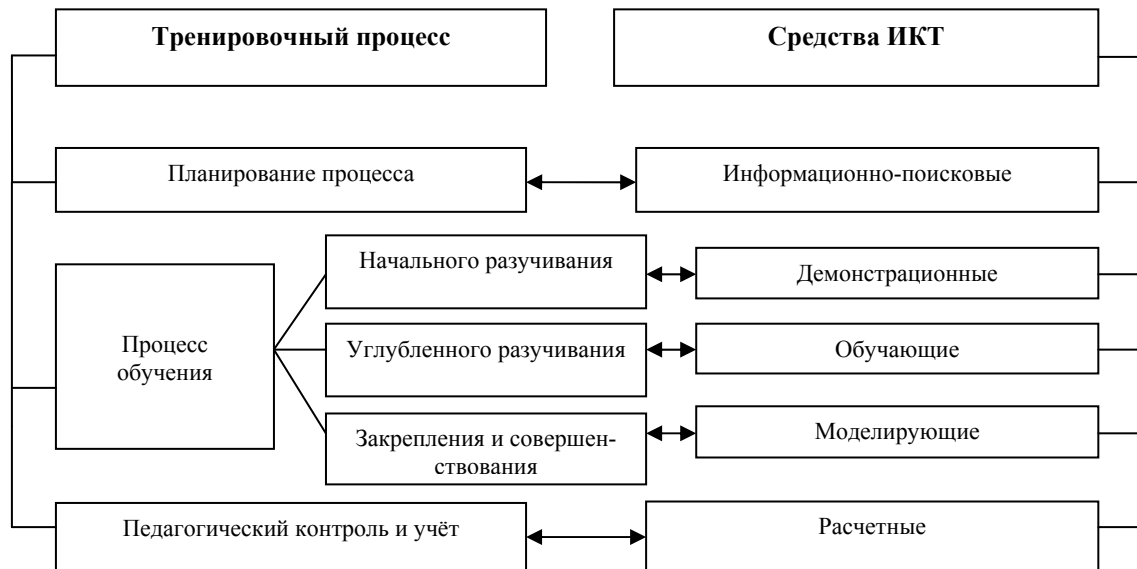 Тренировочный процесс
Средства ИКТ
Планирование процесса
Информационно-поисковые
Процесс
обучения
Начального разучивания
Демонстрационные
Углубленного разучивания
Обучающие
Закрепления и совершен-
ствования
Моделирующие
Педагогический контроль и учёт
Расчетные